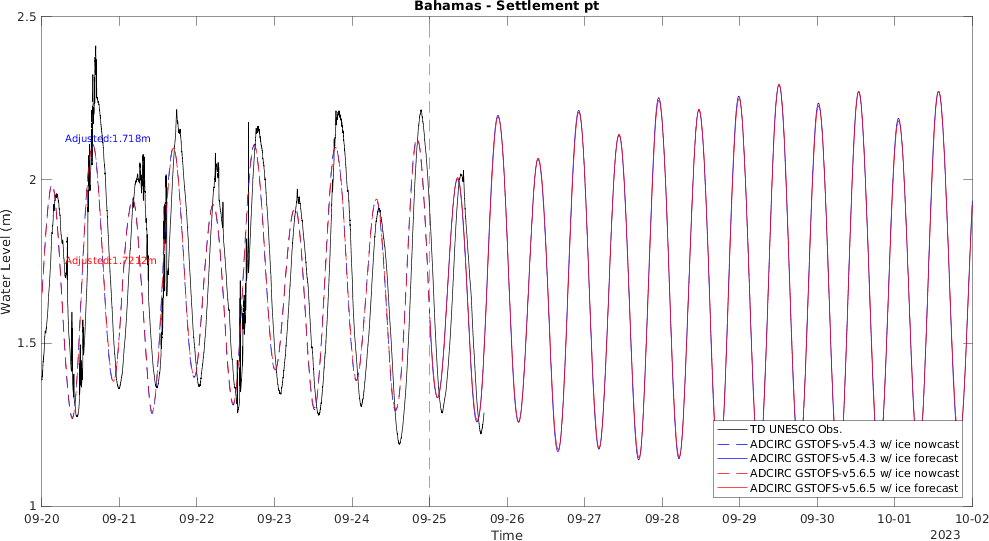 Bahamas - Settlement pt
2.5
2
1.5
1
Water Level (m)
Adjusted:1.718m
Adjusted:1.7212m
TD UNESCO Obs.
ADCIRC GSTOFS-v5.4.3 w/ ice nowcast
ADCIRC GSTOFS-v5.4.3 w/ ice forecast
ADCIRC GSTOFS-v5.6.5 w/ ice nowcast
ADCIRC GSTOFS-v5.6.5 w/ ice forecast
09-20 09-21 09-22 09-23 09-24 09-25 09-26 09-27 09-28 09-29 09-30 10-01 10-02
Time
2023